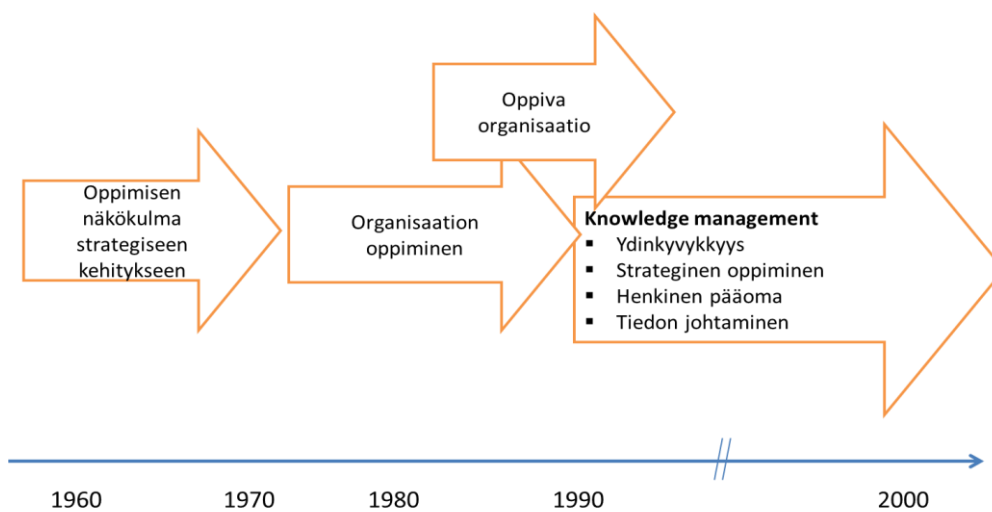 Oppiva
organisaatio
Oppimisen
näkökulma
strategiseen
kehitykseen
Organisaation
oppiminen
Knowledge management
▪ Ydinkyvykkyys
▪ Strateginen oppiminen
▪ Henkinen pääoma
▪ Tiedon johtaminen
1960 1970 1980 1990 2000